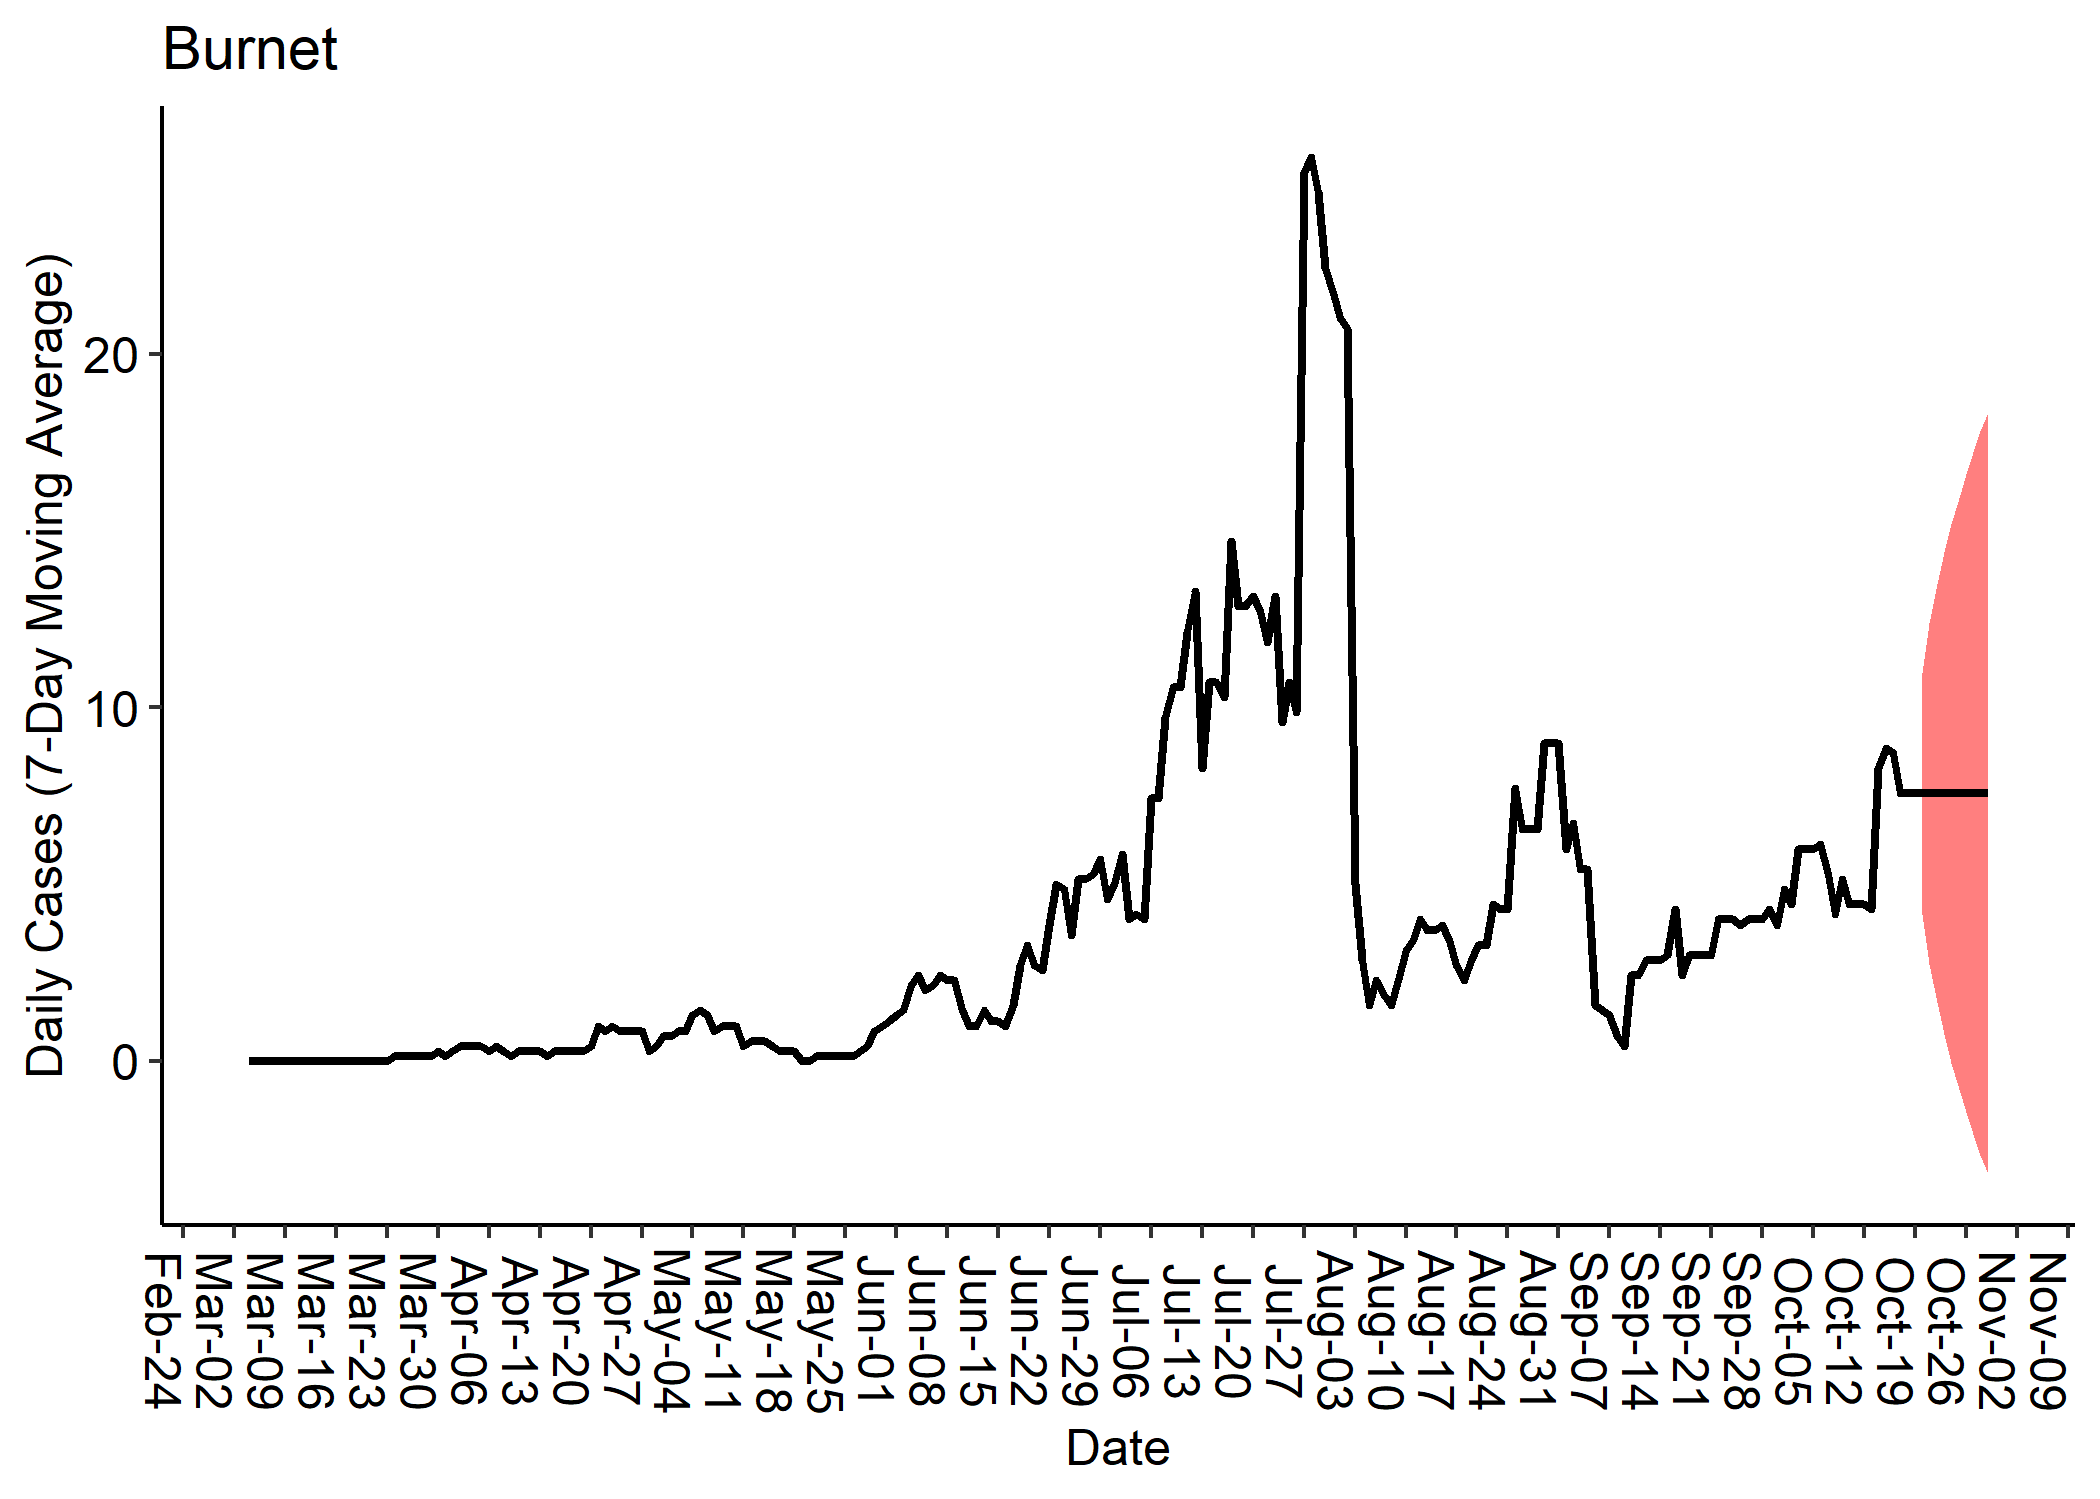 Burnet
Daily Cases (7-Day Moving Average)
20
10
0
Feb-24
Mar-02
Mar-09
Mar-16
Mar-23
Mar-30
Apr-06
Apr-13
Apr-20
Apr-27
May-04
May-11
May-18
May-25
Jun-01
Jun-08
Jun-15
Jun-22
Jun-29
Jul-06
Jul-13
Jul-20
Jul-27
Aug-03
Aug-10
Aug-17
Aug-24
Aug-31
Sep-07
Sep-14
Sep-21
Sep-28
Oct-05
Oct-12
Oct-19
Oct-26
Nov-02
Nov-09
Date